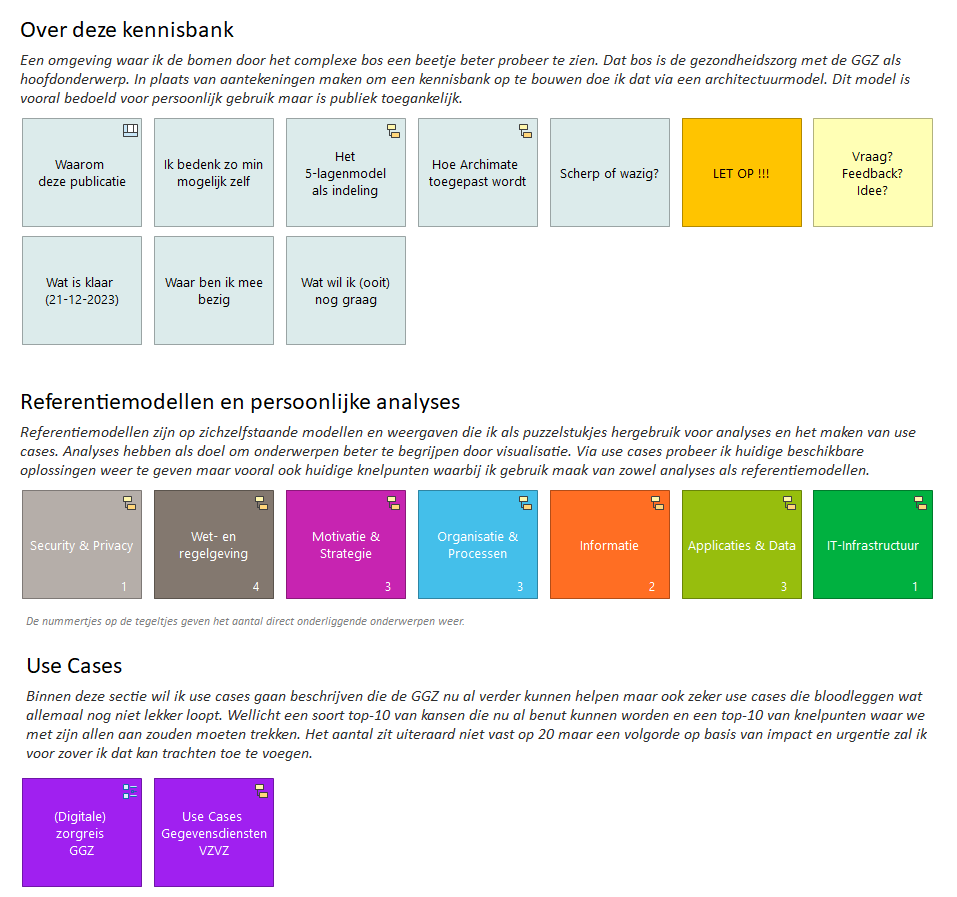 Over deze kennisbank
Een omgeving waar ik de bomen door het complexe bos een beetje beter probeer te zien. Dat bos is de gezondheidszorg met de GGZ als
hoofdonderwerp. In plaats van aantekeningen maken om een kennisbank op te bouwen doe ik dat via een architectuurmodel. Dit model is
vooral bedoeld voor persoonlijk gebruik maar is publiek toegankelijk.
Waarom
deze publicatie
Ik bedenk zo min
mogelijk zelf
Het
5-lagenmodel
als indeling
Hoe Archimate
toegepast wordt
Scherp of wazig?
LET OP !!!
Vraag?
Feedback?
Idee?
Wat is klaar
(21-12-2023)
Waar ben ik mee
bezig
Wat wil ik (ooit)
nog graag
Referentiemodellen en persoonlijke analyses
Referentiemodellen zijn op zichzelfstaande modellen en weergaven die ik als puzzelstukjes hergebruik voor analyses en het maken van use
cases. Analyses hebben als doel om onderwerpen beter te begrijpen door visualisatie. Via use cases probeer ik huidige beschikbare
oplossingen weer te geven maar vooral ook huidige knelpunten waarbij ik gebruik maak van zowel analyses als referentiemodellen.
Security & Privacy
1
Wet- en
regelgeving
4
Motivatie &
Strategie
3
Organisatie &
Processen
3
Informatie
2
Applicaties & Data
3
IT-Infrastructuur
1
De nummertjes op de tegeltjes geven het aantal direct onderliggende onderwerpen weer.
Use Cases
Binnen deze sectie wil ik use cases gaan beschrijven die de GGZ nu al verder kunnen helpen maar ook zeker use cases die bloodleggen wat
allemaal nog niet lekker loopt. Wellicht een soort top-10 van kansen die nu al benut kunnen worden en een top-10 van knelpunten waar we
met zijn allen aan zouden moeten trekken. Het aantal zit uiteraard niet vast op 20 maar een volgorde op basis van impact en urgentie zal ik
voor zover ik dat kan trachten toe te voegen.
(Digitale)
zorgreis
GGZ
Use Cases
Gegevensdiensten
VZVZ